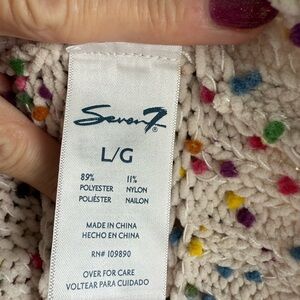 Seven7®
L/G
89% 11%
POLYESTER NYLON
POLIÉSTER NAILON
MADE IN CHINA
HECHO EN CHINA
RN# 109890
OVER FOR CARE
VOLTEAR PARA CUIDADO